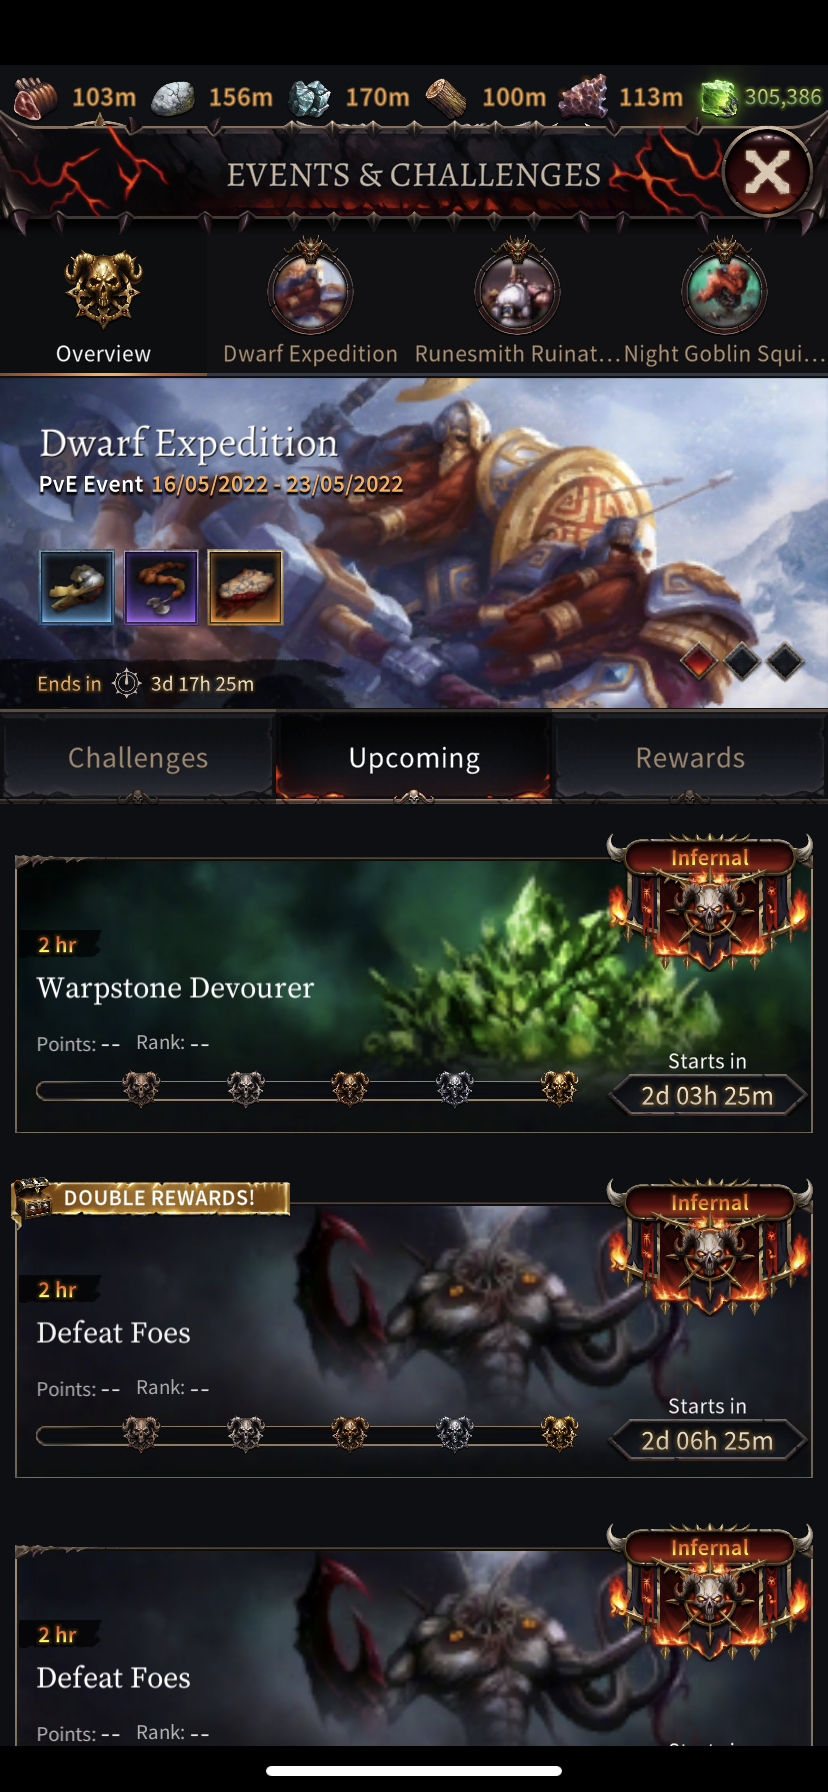 103m 156m 170m 100m 113m 305,386
EVENTS & CHALLENGES
Overview Dwarf Expedition Runesmith Ruinat... Night Goblin Squi...
Dwarf Expedition
PvE Event 16/05/2022 - 23/05/2022
Ends in 3d 17h 25m
Challenges Upcoming Rewards
Infernal
2 hr
Warpstone Devourer
Points: -- Rank: --
Starts in
2d 03h 25m
DOUBLE REWARDS!
Infernal
2 hr
Defeat Foes
Points: -- Rank: --
Starts in
2d 06h 25m
Infernal
2 hr
Defeat Foes
Points: -- Rank: --